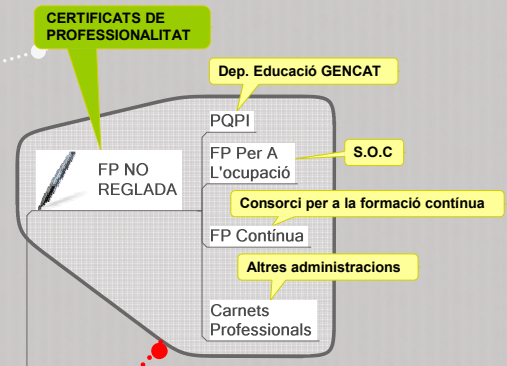 CERTIFICATS DE
PROFESSIONALITAT
Dep. Educació GENCAT
PQPI
FP Per A
L'ocupació
S.O.C
FP NO
REGLADA
Consorci per a la formació contínua
FP Contínua
Altres administracions
Carnets
Professionals